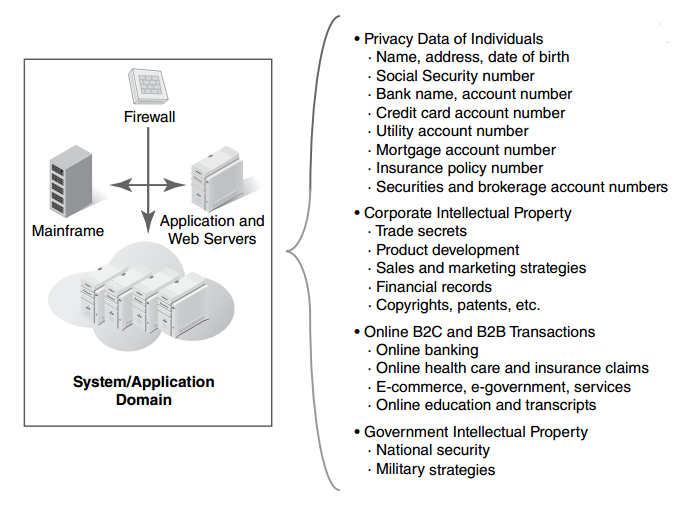 Firewall
Mainframe
Application and
Web Servers
System/Application
Domain
• Privacy Data of Individuals
· Name, address, date of birth
· Social Security number
· Bank name, account number
· Credit card account number
· Utility account number
· Mortgage account number
· Insurance policy number
· Securities and brokerage account numbers
• Corporate Intellectual Property
· Trade secrets
· Product development
· Sales and marketing strategies
· Financial records
· Copyrights, patents, etc.
• Online B2C and B2B Transactions
· Online banking
· Online health care and insurance claims
· E-commerce, e-government, services
· Online education and transcripts
• Government Intellectual Property
· National security
· Military strategies